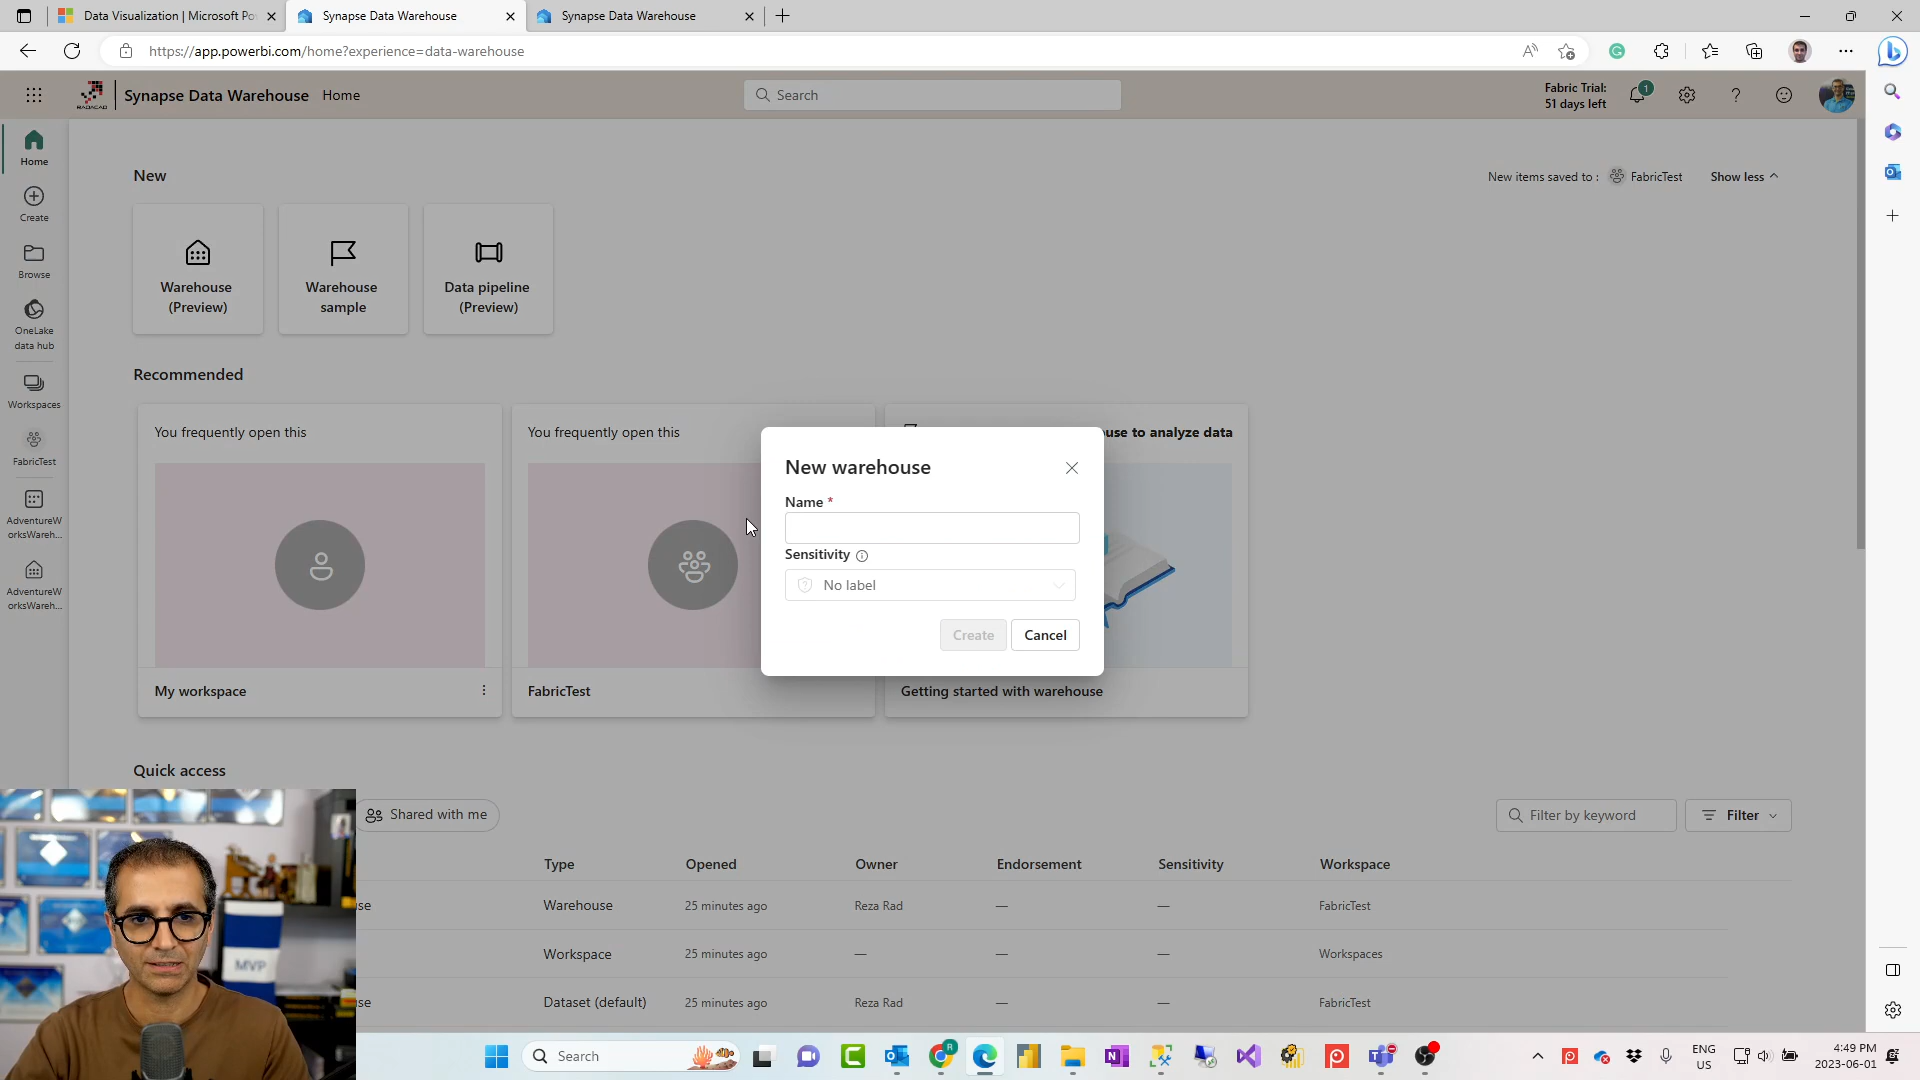 Data Visualization | Microsoft Po
Synapse Data Warehouse
Synapse Data Warehouse
https://app.powerbi.com/home?experience=data-warehouse
RADACAD
Synapse Data Warehouse
Home
Search
Fabric Trial:
51 days left
1
Home
Create
Browse
OneLake
data hub
Workspaces
FabricTest
AdventureW
orksWareh...
AdventureW
orksWareh...
New
New items saved to :
FabricTest
Show less
Warehouse
(Preview)
Warehouse
sample
Data pipeline
(Preview)
Recommended
You frequently open this
My workspace
You frequently open this
FabricTest
use to analyze data
Getting started with warehouse
New warehouse
Name *
Sensitivity
No label
Create
Cancel
Quick access
Shared with me
Filter by keyword
Filter
Type
Opened
Owner
Endorsement
Sensitivity
Workspace
se
Warehouse
25 minutes ago
Reza Rad
—
—
FabricTest
Workspace
25 minutes ago
—
—
—
Workspaces
se
Dataset (default)
25 minutes ago
Reza Rad
—
—
FabricTest
MVP
Search
R
ENG
US
4:49 PM
2023-06-01